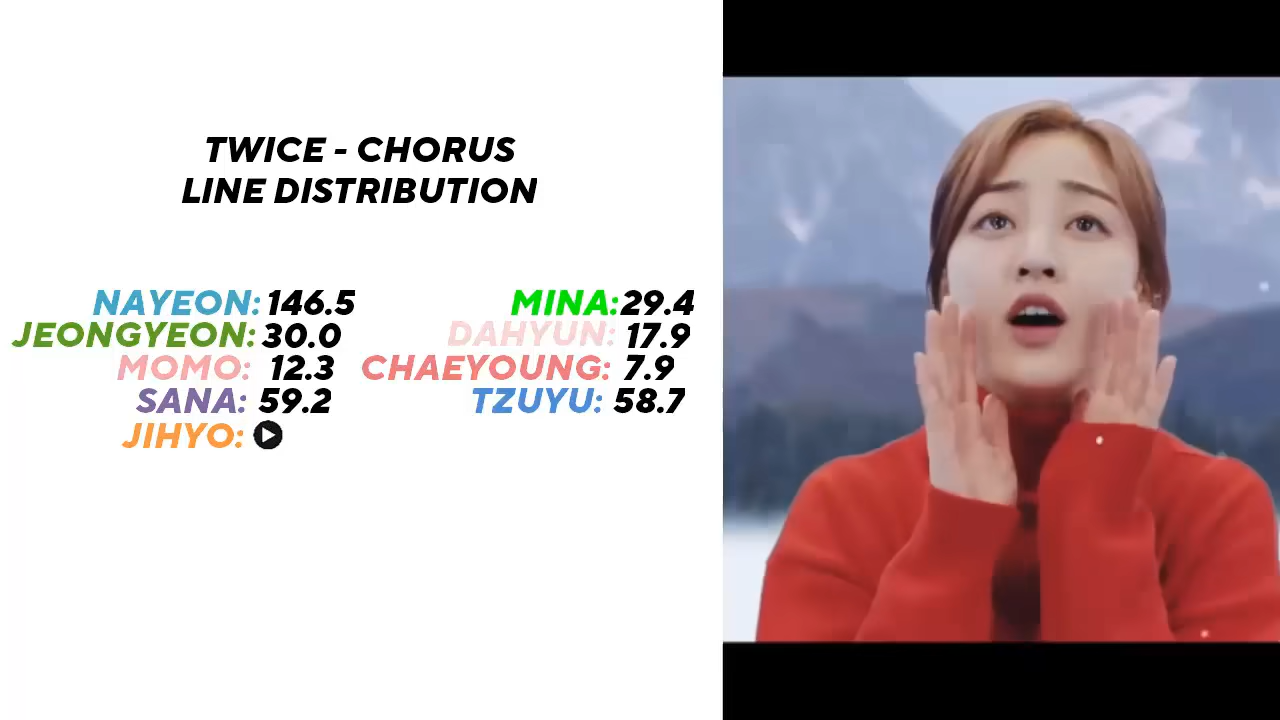 TWICE - CHORUS
LINE DISTRIBUTION
NAYEON: 146.5
JEONGYEON: 30.0
MOMO: 12.3
SANA: 59.2
JIHYO:
MINA: 29.4
DAHYUN: 17.9
CHAEYOUNG: 7.9
TZUYU: 58.7